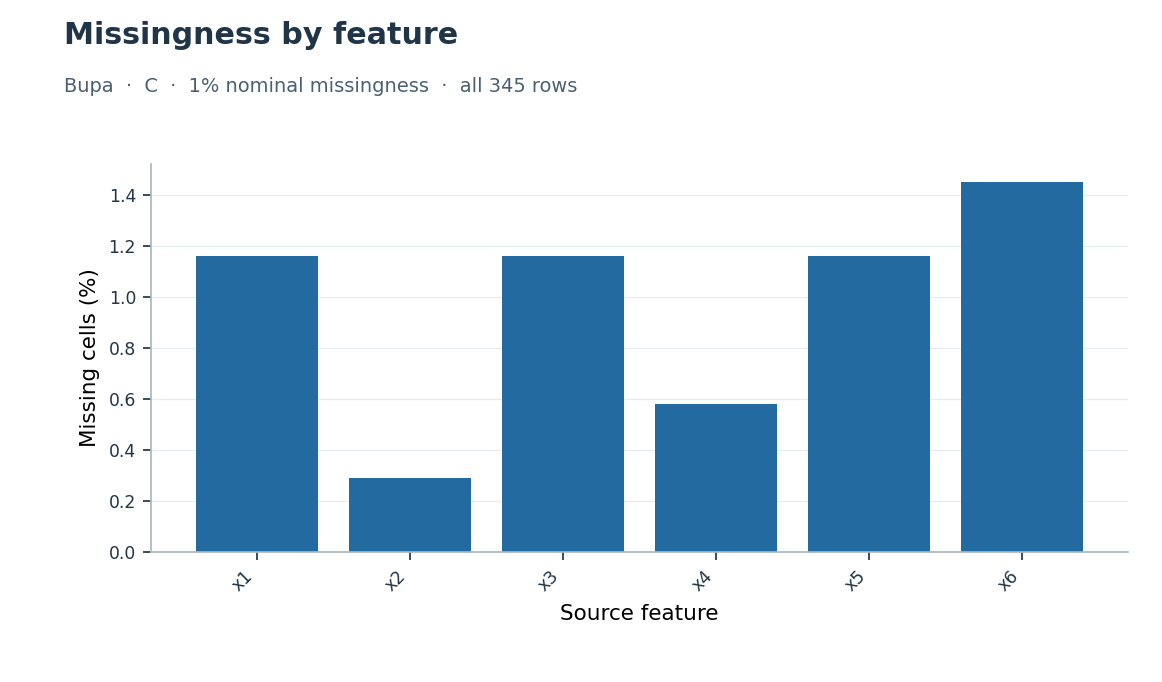 Missingness by feature
Bupa · C · 1% nominal missingness · all 345 rows
Missing cells (%)
1.4
1.2
1.0
0.8
0.6
0.4
0.2
0.0
x1 x2 x3 x4 x5 x6
Source feature